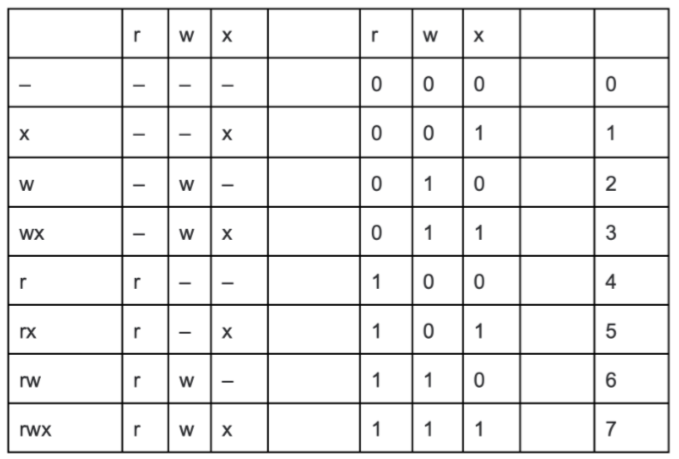 r w x r w x
– – – – 0 0 0 0
x – – x 0 0 1 1
w – w – 0 1 0 2
wx – w x 0 1 1 3
r r – – 1 0 0 4
rx r – x 1 0 1 5
rw r w – 1 1 0 6
rwx r w x 1 1 1 7